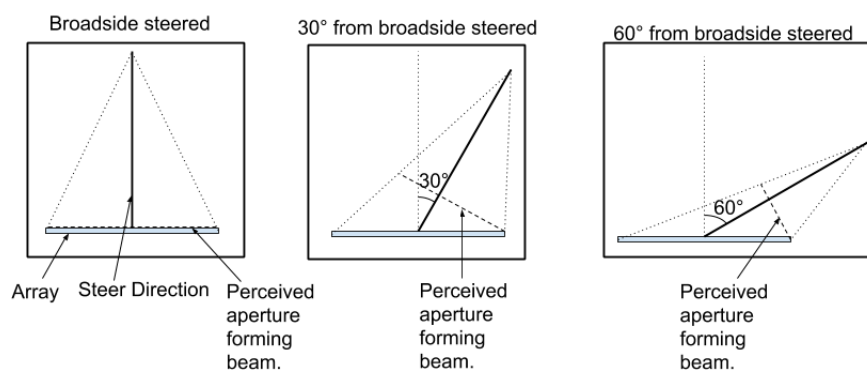 Broadside steered
30° from broadside steered
60° from broadside steered
30°
60°
Array
Steer Direction
Perceived
aperture
forming
beam.
Perceived
aperture
forming
beam.
Perceived
aperture
forming
beam.